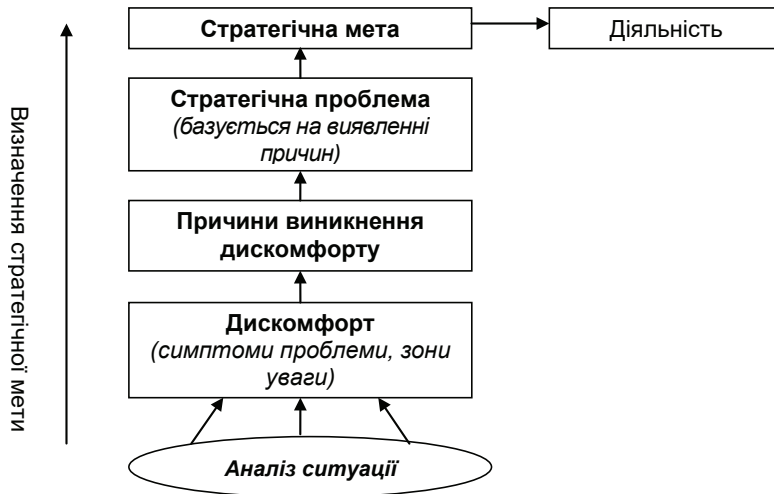 Стратегічна мета
Діяльність
Стратегічна проблема
(базується на виявленні
причин)
Причини виникнення
дискомфорту
Дискомфорт
(симптоми проблеми, зони
уваги)
Аналіз ситуації
Визначення стратегічної мети